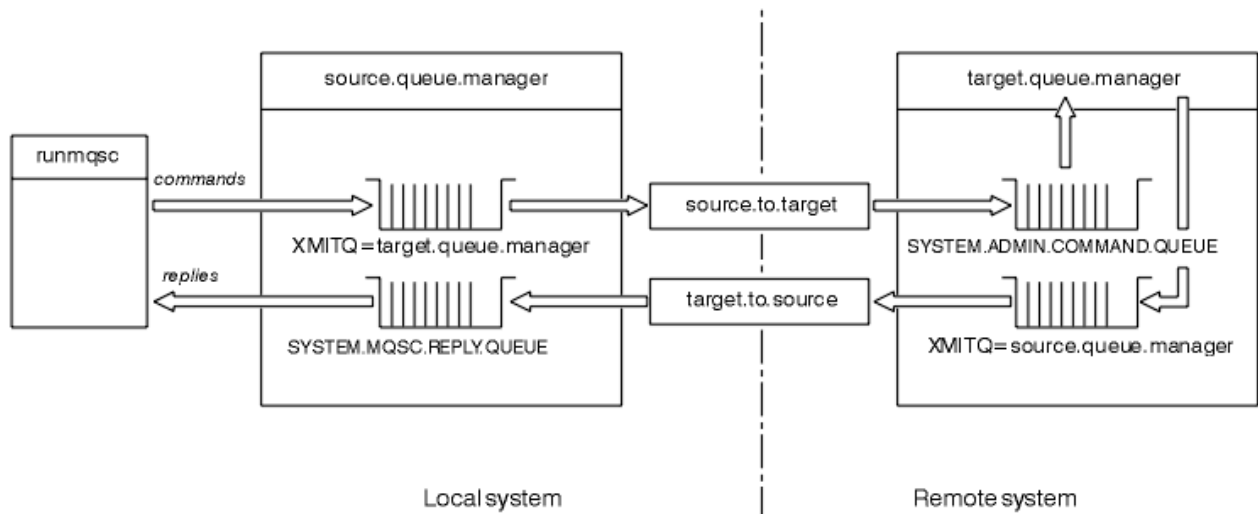 source.queue.manager
target.queue.manager
runmqsc
commands
source.to.target
XMITQ=target.queue.manager
SYSTEM.ADMIN.COMMAND.QUEUE
replies
target.to.source
SYSTEM.MQSC.REPLY.QUEUE
XMITQ=source.queue.manager
Local system
Remote system